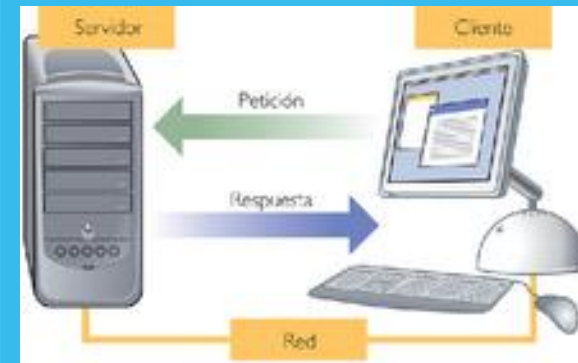 Servidor
Cliente
Petición
Respuesta
Red